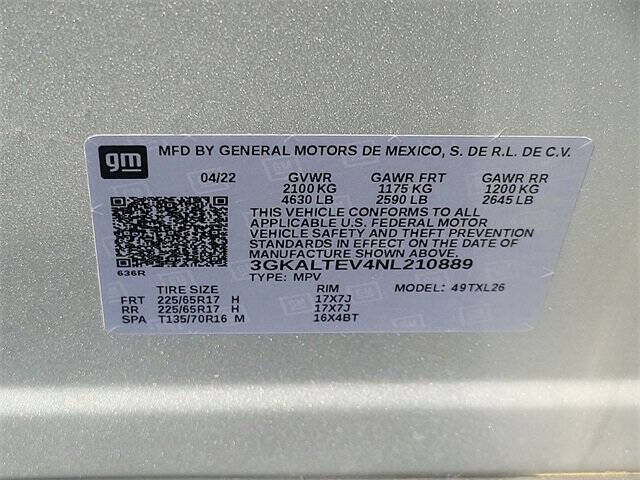 gm MFD BY GENERAL MOTORS DE MEXICO, S. DE R.L. DE C.V.
04/22 GVWR GAWR FRT GAWR RR
2100 KG 1175 KG 1200 KG
4630 LB 2590 LB 2645 LB
THIS VEHICLE CONFORMS TO ALL
APPLICABLE U.S. FEDERAL MOTOR
VEHICLE SAFETY AND THEFT PREVENTION
STANDARDS IN EFFECT ON THE DATE OF
MANUFACTURE SHOWN ABOVE.
3GKALTEV4NL210889
636R
TYPE: MPV MODEL: 49TXL26
TIRE SIZE RIM
FRT 225/65R17 H 17X7J
RR 225/65R17 H 17X7J
SPA T135/70R16 M 16X4BT